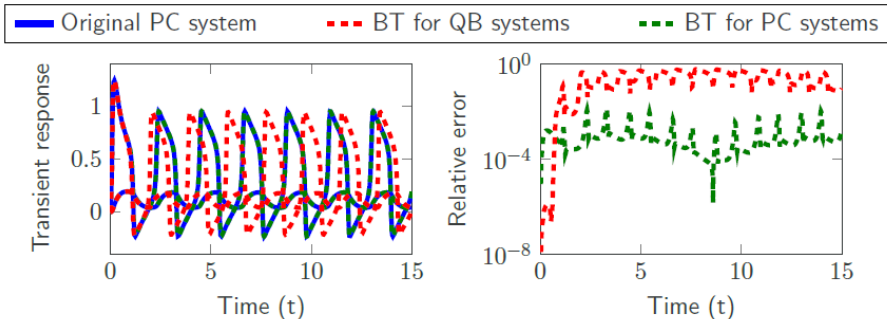 Original PC system BT for QB systems BT for PC systems
Transient response
1
0.5
0
0 5 10 15
Time (t)
Relative error
10^0
10^-4
10^-8
0 5 10 15
Time (t)